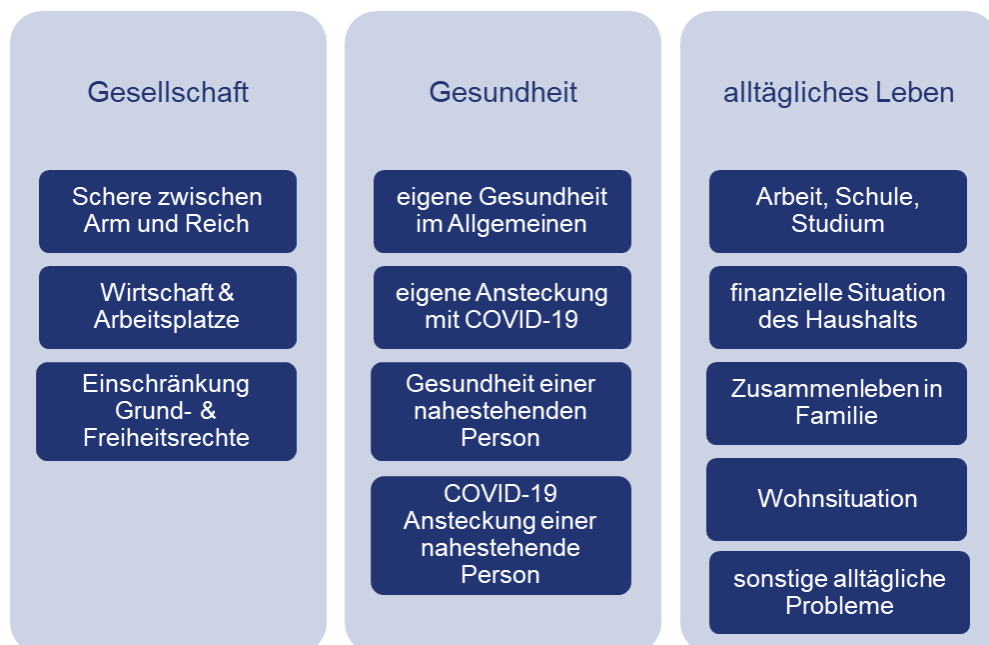 Gesellschaft
Schere zwischen
Arm und Reich
Wirtschaft &
Arbeitsplatze
Einschränkung
Grund- &
Freiheitsrechte
Gesundheit
eigene Gesundheit
im Allgemeinen
eigene Ansteckung
mit COVID-19
Gesundheit einer
nahestehenden
Person
COVID-19
Ansteckung einer
nahestehende
Person
alltägliches Leben
Arbeit, Schule,
Studium
finanzielle Situation
des Haushalts
Zusammenleben in
Familie
Wohnsituation
sonstige alltägliche
Probleme